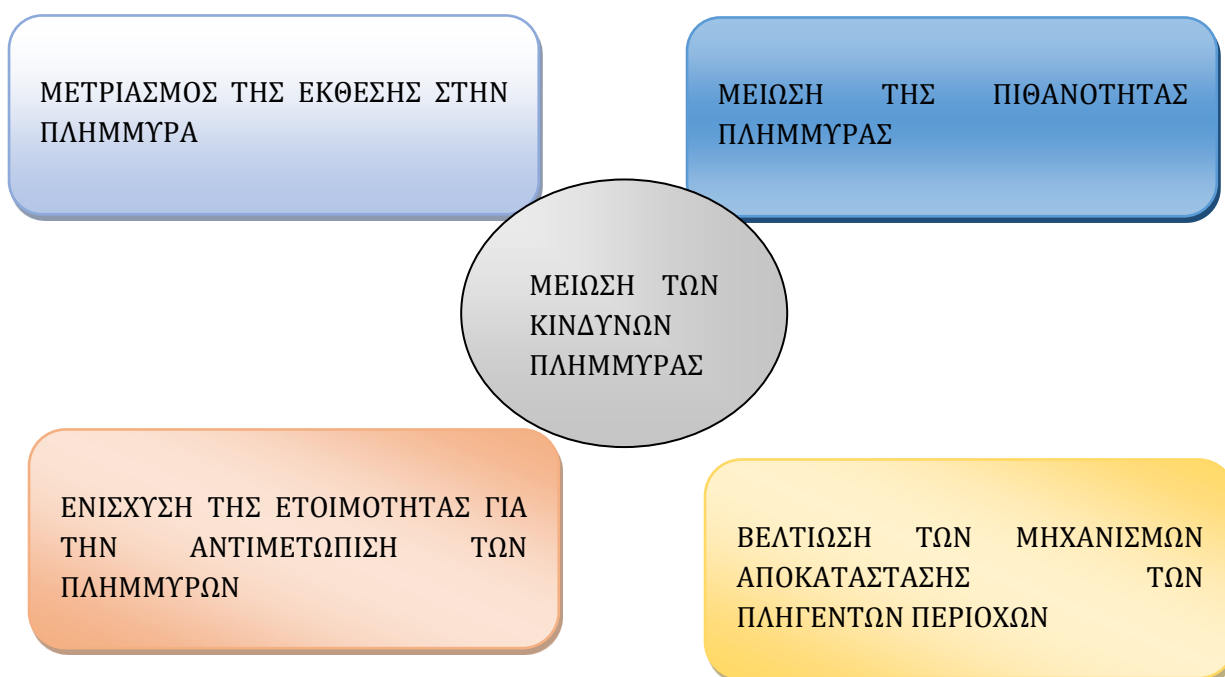 ΜΕΤΡΙΑΣΜΟΣ ΤΗΣ ΕΚΘΕΣΗΣ ΣΤΗΝ
ΠΛΗΜΜΥΡΑ
ΜΕΙΩΣΗ ΤΗΣ ΠΙΘΑΝΟΤΗΤΑΣ
ΠΛΗΜΜΥΡΑΣ
ΜΕΙΩΣΗ ΤΩΝ
ΚΙΝΔΥΝΩΝ
ΠΛΗΜΜΥΡΑΣ
ΕΝΙΣΧΥΣΗ ΤΗΣ ΕΤΟΙΜΟΤΗΤΑΣ ΓΙΑ
ΤΗΝ ΑΝΤΙΜΕΤΩΠΙΣΗ ΤΩΝ
ΠΛΗΜΜΥΡΩΝ
ΒΕΛΤΙΩΣΗ ΤΩΝ ΜΗΧΑΝΙΣΜΩΝ
ΑΠΟΚΑΤΑΣΤΑΣΗΣ ΤΩΝ
ΠΛΗΓΕΝΤΩΝ ΠΕΡΙΟΧΩΝ